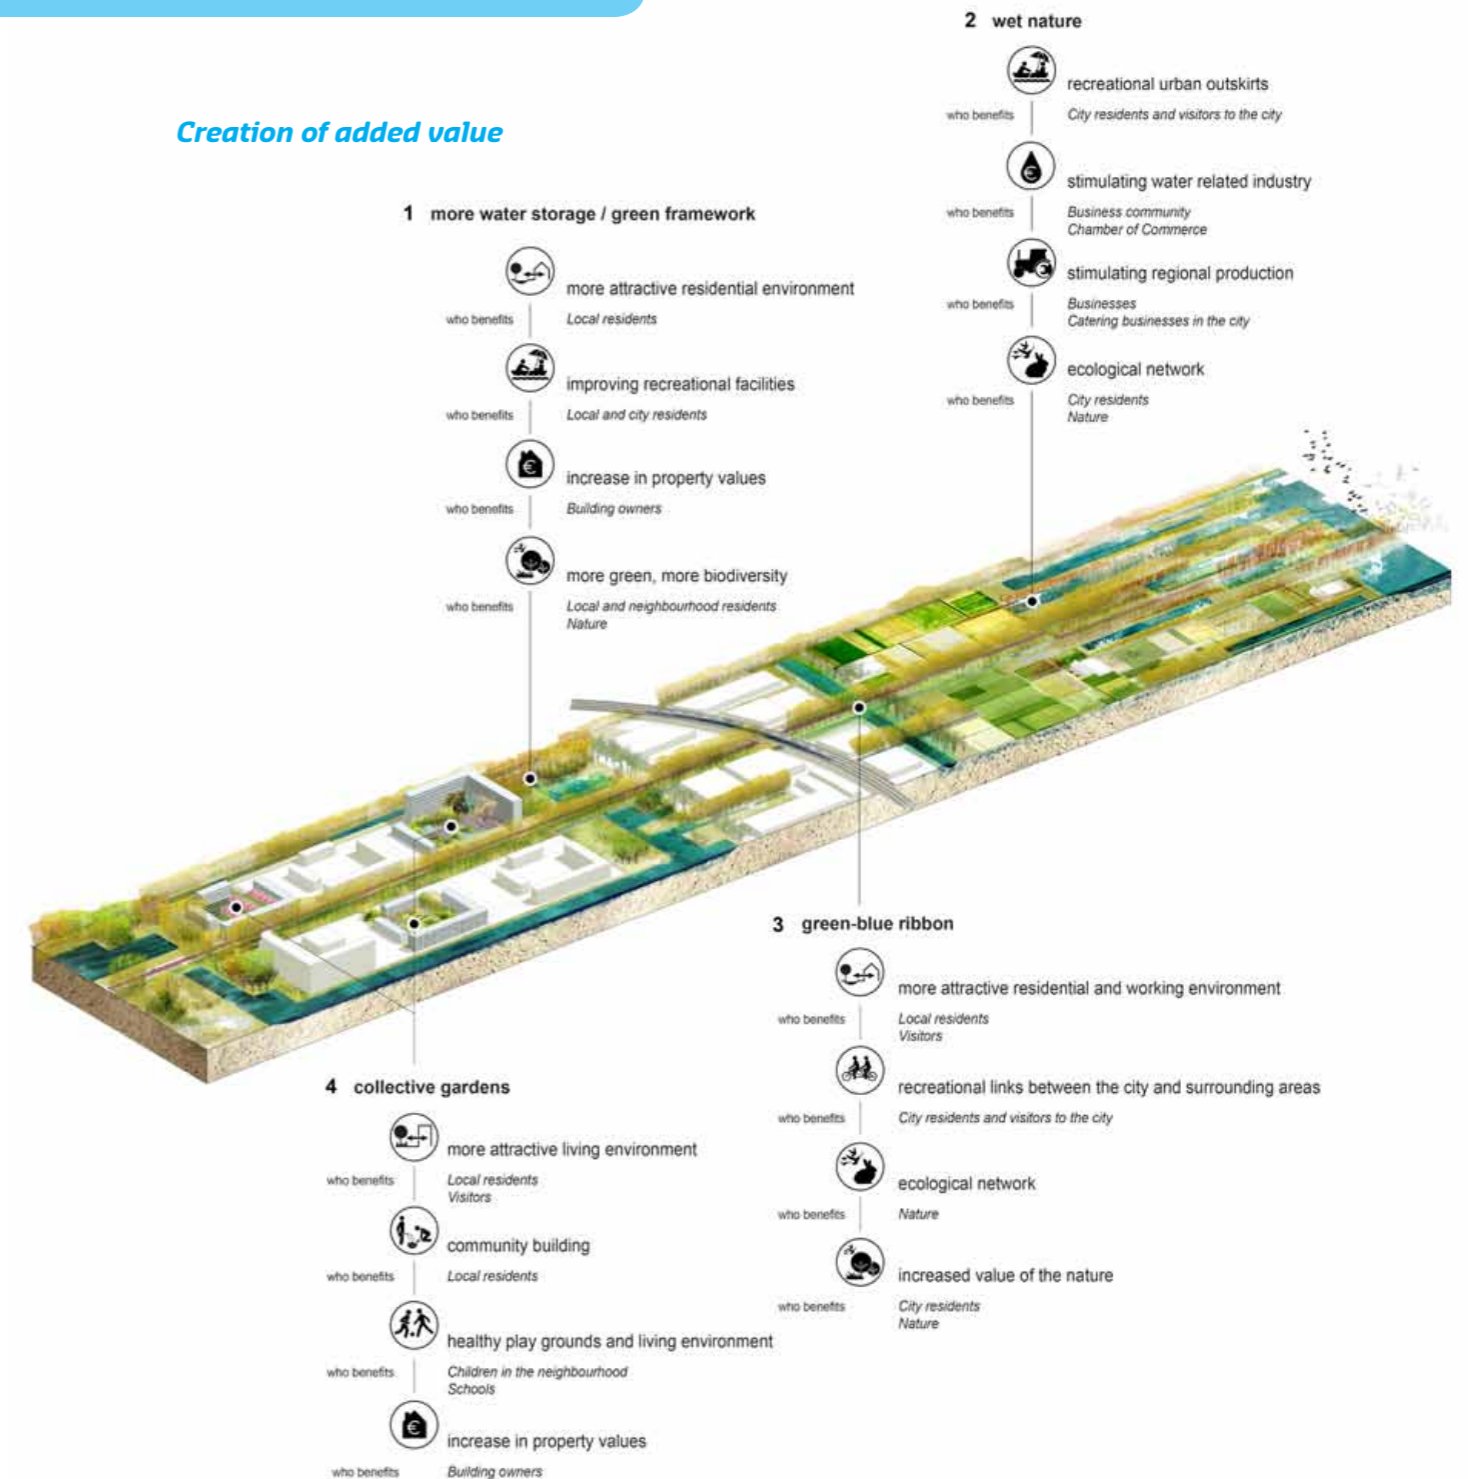 Creation of added value
1 more water storage / green framework
more attractive residential environment
who benefits Local residents
improving recreational facilities
who benefits Local and city residents
increase in property values
who benefits Building owners
more green, more biodiversity
who benefits Local and neighbourhood residents
Nature
2 wet nature
recreational urban outskirts
who benefits City residents and visitors to the city
stimulating water related industry
who benefits Business community
Chamber of Commerce
stimulating regional production
who benefits Businesses
Catering businesses in the city
ecological network
who benefits City residents
Nature
3 green-blue ribbon
more attractive residential and working environment
who benefits Local residents
Visitors
recreational links between the city and surrounding areas
who benefits City residents and visitors to the city
ecological network
who benefits Nature
increased value of the nature
who benefits City residents
Nature
4 collective gardens
more attractive living environment
who benefits Local residents
Visitors
community building
who benefits Local residents
healthy play grounds and living environment
who benefits Children in the neighbourhood
Schools
increase in property values
who benefits Building owners